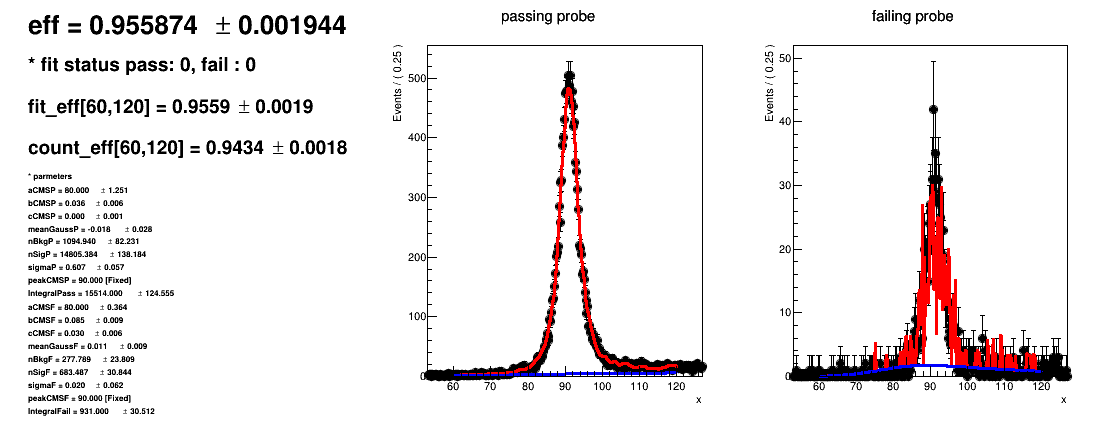 eff = 0.955874 ± 0.001944
* fit status pass: 0, fail : 0
fit_eff[60,120] = 0.9559 ± 0.0019
count_eff[60,120] = 0.9434 ± 0.0018
* parmeters
aCMSP = 80.000 ± 1.251
bCMSP = 0.036 ± 0.006
cCMSP = 0.000 ± 0.001
meanGaussP = -0.018 ± 0.028
nBkgP = 1094.940 ± 82.231
nSigP = 14805.384 ± 138.184
sigmaP = 0.607 ± 0.057
peakCMSP = 90.000 [Fixed]
IntegralPass = 15514.000 ± 124.555
aCMSF = 80.000 ± 0.364
bCMSF = 0.085 ± 0.009
cCMSF = 0.030 ± 0.006
meanGaussF = 0.011 ± 0.009
nBkgF = 277.789 ± 23.809
nSigF = 683.487 ± 30.844
sigmaF = 0.020 ± 0.062
peakCMSF = 90.000 [Fixed]
IntegralFail = 931.000 ± 30.512
passing probe
Events / ( 0.25 )
500
400
300
200
100
0
60 70 80 90 100 110 120
x
failing probe
Events / ( 0.25 )
50
40
30
20
10
0
60 70 80 90 100 110 120
x